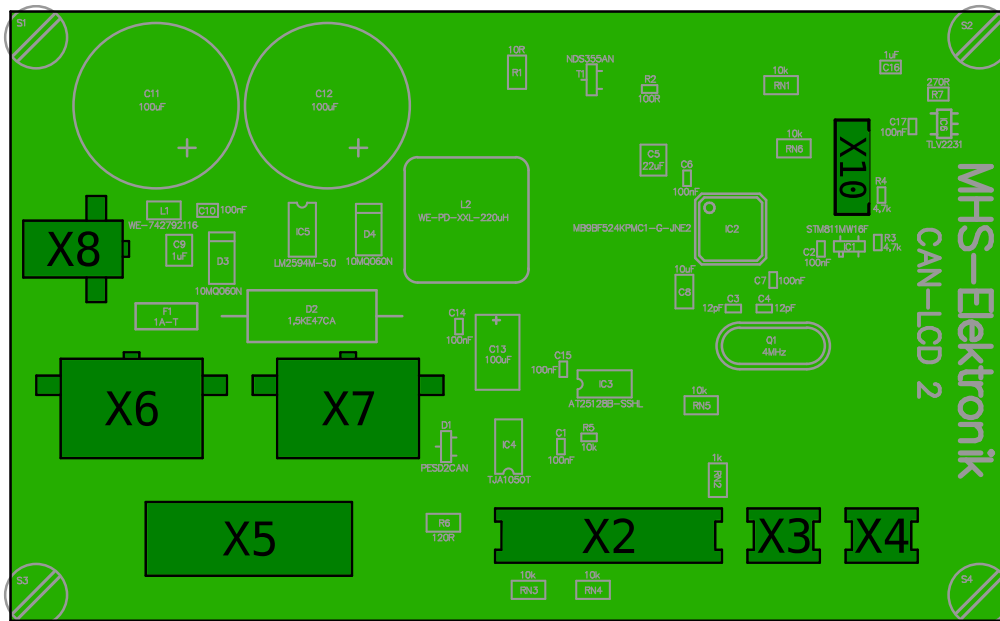 S1
S2
C11
100uF
C12
100uF
10R
R1
NDS355AN
T1
R2
100R
10k
RN1
1uF
C16
270R
R7
C17
100nF
IC6
TLV2231
10k
RN6
X10
C5
22uF
C6
100nF
R4
4,7k
MHS-Elektronik
CAN-LCD 2
L1
WE-742792116
C10
100nF
C9
1uF
D3
10MQ060N
IC5
LM2594M-5.0
D4
10MQ060N
L2
WE-PD-XXL-220uH
MB9BF524KPMC1-G-JNE2
IC2
STM811MW16F
IC1
C2
100nF
R3
4,7k
X8
10uF
C8
C7
100nF
C3
12pF
C4
12pF
F1
1A-T
D2
1,5KE47CA
C14
100nF
C13
100uF
Q1
4MHz
C15
100nF
IC3
AT25128B-SSHL
X6
X7
10k
RN5
D1
PESD2CAN
IC4
TJA1050T
C1
100nF
R5
10k
1k
RN2
X5
R6
120R
X2
X3
X4
10k
RN3
10k
RN4
S3
S4